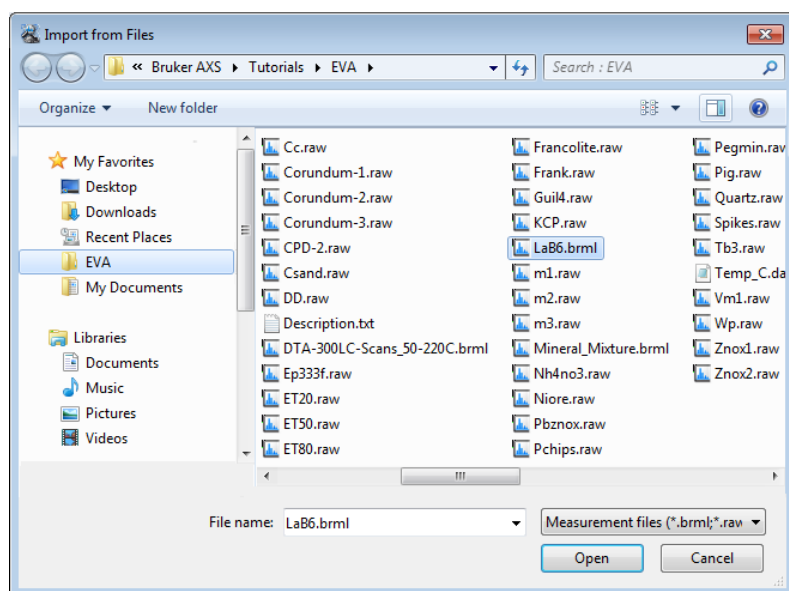 Import from Files
« Bruker AXS ▸ Tutorials ▸ EVA ▸
Search : EVA
Organize ▾
New folder
My Favorites
Desktop
Downloads
Recent Places
EVA
My Documents
Libraries
Documents
Music
Pictures
Videos
Cc.raw
Corundum-1.raw
Corundum-2.raw
Corundum-3.raw
CPD-2.raw
Csand.raw
DD.raw
Description.txt
DTA-300LC-Scans_50-220C.brml
Ep333f.raw
ET20.raw
ET50.raw
ET80.raw
Francolite.raw
Frank.raw
Guil4.raw
KCP.raw
LaB6.brml
m1.raw
m2.raw
m3.raw
Mineral_Mixture.brml
Nh4no3.raw
Niore.raw
Pbznox.raw
Pchips.raw
Pegmin.raw
Pig.raw
Quartz.raw
Spikes.raw
Tb3.raw
Temp_C.da
Vm1.raw
Wp.raw
Znox1.raw
Znox2.raw
File name: LaB6.brml
Measurement files (*.brml;*.raw
Open
Cancel